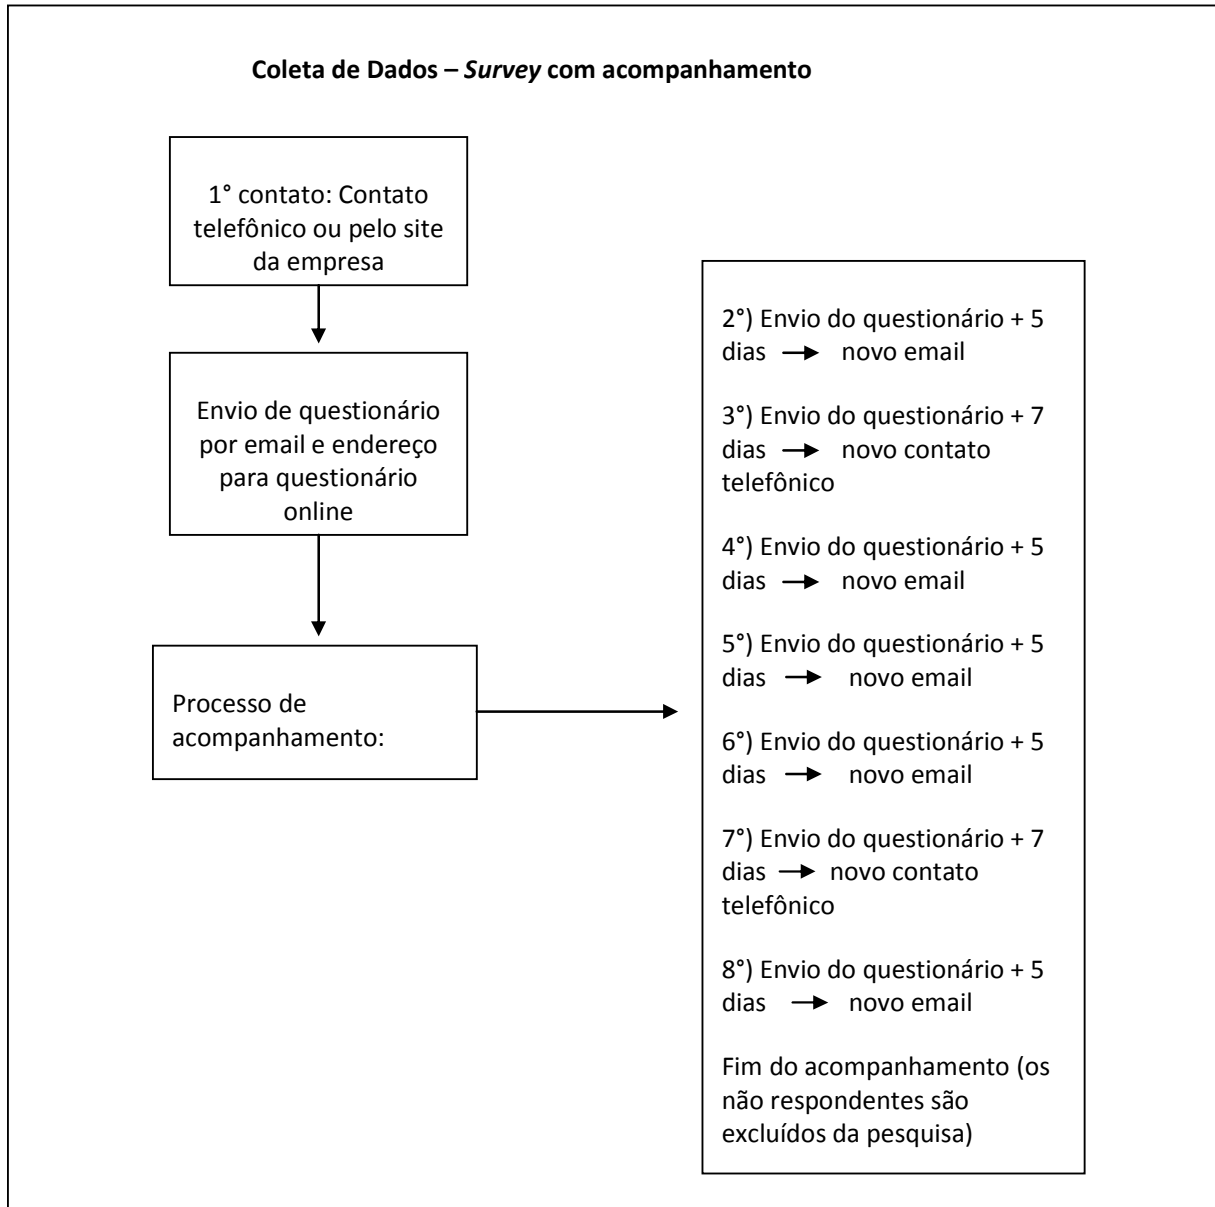 Coleta de Dados – Survey com acompanhamento
1° contato: Contato
telefônico ou pelo site
da empresa
Envio de questionário
por email e endereço
para questionário
online
Processo de
acompanhamento:
2°) Envio do questionário + 5
dias → novo email
3°) Envio do questionário + 7
dias → novo contato
telefônico
4°) Envio do questionário + 5
dias → novo email
5°) Envio do questionário + 5
dias → novo email
6°) Envio do questionário + 5
dias → novo email
7°) Envio do questionário + 7
dias → novo contato
telefônico
8°) Envio do questionário + 5
dias → novo email
Fim do acompanhamento (os
não respondentes são
excluídos da pesquisa)